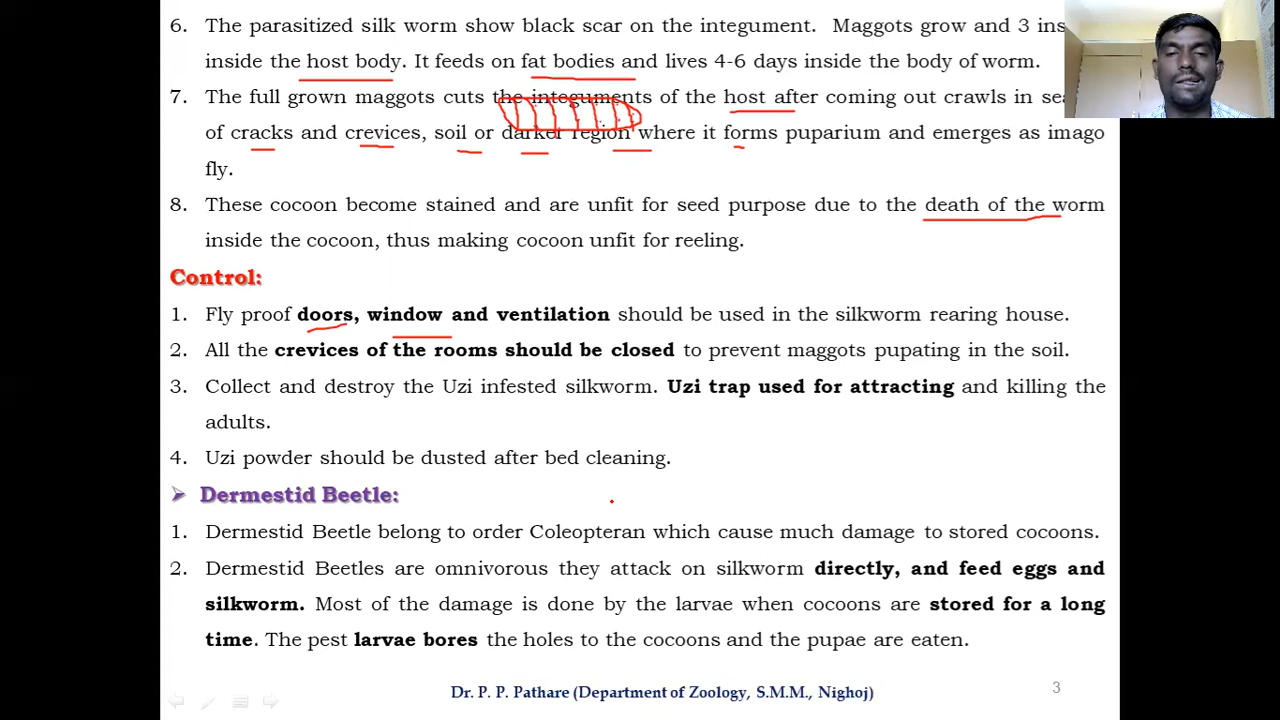 6. The parasitized silk worm show black scar on the integument. Maggots grow and 3 ins
inside the host body. It feeds on fat bodies and lives 4-6 days inside the body of worm.
7. The full grown maggots cuts the integuments of the host after coming out crawls in se
of cracks and crevices, soil or darker region where it forms puparium and emerges as imago
fly.
8. These cocoon become stained and are unfit for seed purpose due to the death of the worm
inside the cocoon, thus making cocoon unfit for reeling.
Control:
1. Fly proof doors, window and ventilation should be used in the silkworm rearing house.
2. All the crevices of the rooms should be closed to prevent maggots pupating in the soil.
3. Collect and destroy the Uzi infested silkworm. Uzi trap used for attracting and killing the
adults.
4. Uzi powder should be dusted after bed cleaning.
➢ Dermestid Beetle:
1. Dermestid Beetle belong to order Coleopteran which cause much damage to stored cocoons.
2. Dermestid Beetles are omnivorous they attack on silkworm directly, and feed eggs and
silkworm. Most of the damage is done by the larvae when cocoons are stored for a long
time. The pest larvae bores the holes to the cocoons and the pupae are eaten.
Dr. P. P. Pathare (Department of Zoology, S.M.M., Nighoj)
3